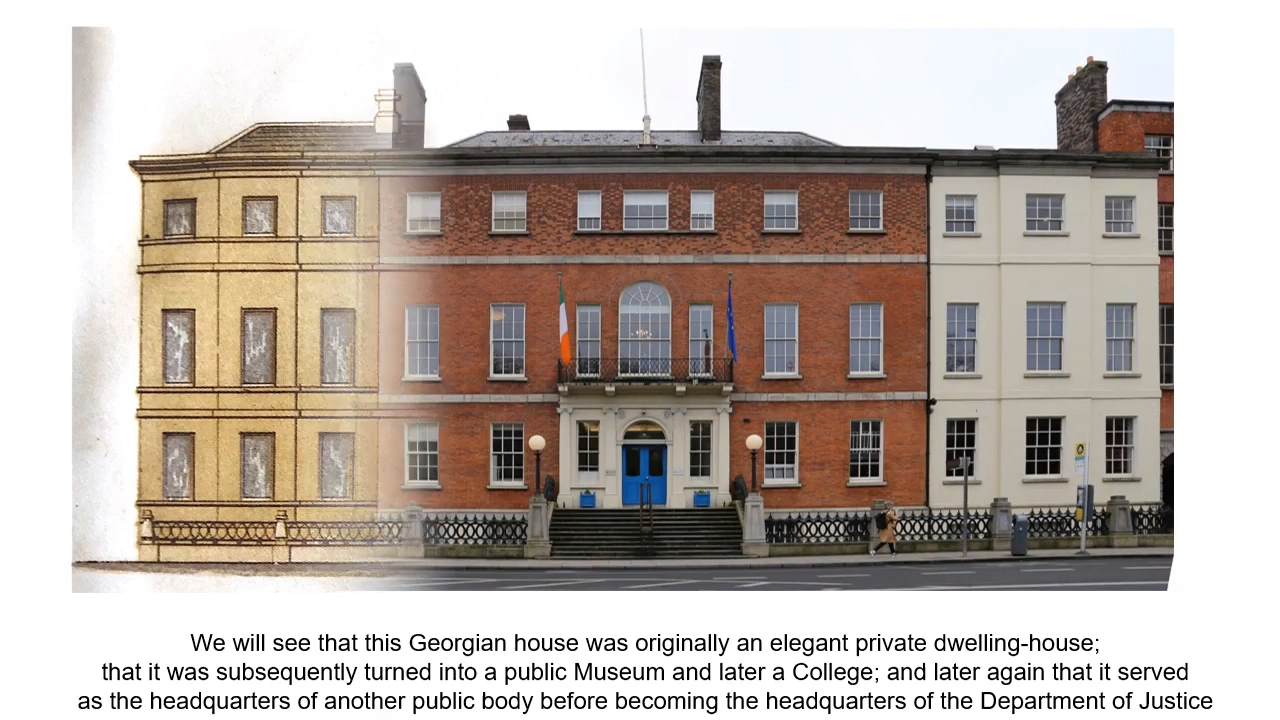 We will see that this Georgian house was originally an elegant private dwelling-house;
that it was subsequently turned into a public Museum and later a College; and later again that it served
as the headquarters of another public body before becoming the headquarters of the Department of Justice